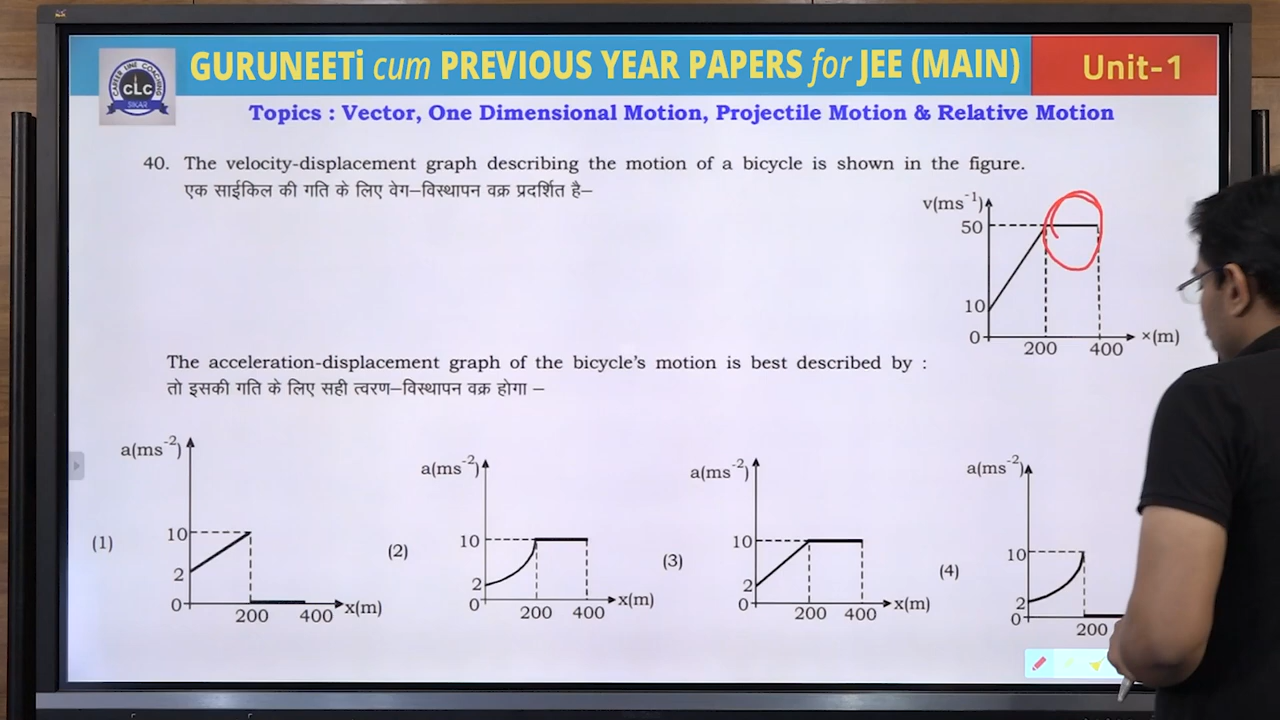 GURUNEETi cum PREVIOUS YEAR PAPERS for JEE (MAIN)
Unit-1
CAREER LINE COACHING
CLC
SIKAR
Topics : Vector, One Dimensional Motion, Projectile Motion & Relative Motion
40. The velocity-displacement graph describing the motion of a bicycle is shown in the figure.
एक साईकिल की गति के लिए वेग–विस्थापन वक्र प्रदर्शित है–
v(ms⁻¹)
50
10
0
200
400
x(m)
The acceleration-displacement graph of the bicycle's motion is best described by :
तो इसकी गति के लिए सही त्वरण–विस्थापन वक्र होगा –
(1)
a(ms⁻²)
10
2
0
200
400
x(m)
(2)
a(ms⁻²)
10
2
0
200
400
x(m)
(3)
a(ms⁻²)
10
2
0
200
400
x(m)
(4)
a(ms⁻²)
10
2
0
200